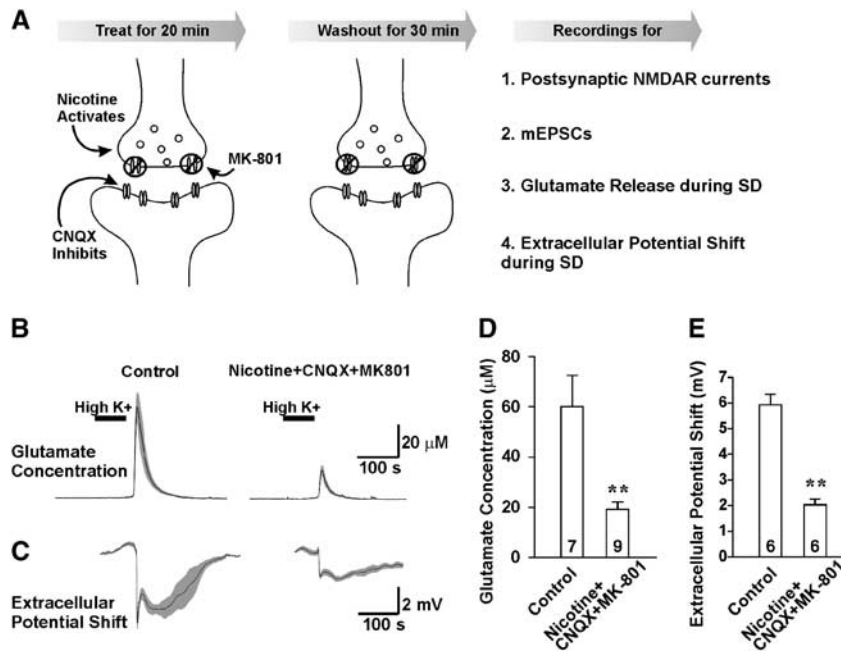 A
Treat for 20 min
Washout for 30 min
Recordings for
Nicotine
Activates
MK-801
CNQX
Inhibits
1. Postsynaptic NMDAR currents
2. mEPSCs
3. Glutamate Release during SD
4. Extracellular Potential Shift
during SD
B
Control
Nicotine+CNQX+MK801
High K+
High K+
Glutamate
Concentration
20 μM
100 s
C
Extracellular
Potential Shift
2 mV
100 s
D
Glutamate Concentration (μM)
80
60
40
20
0
**
7
9
Control
Nicotine+
CNQX+MK-801
E
Extracellular Potential Shift (mV)
7
6
5
4
3
2
1
0
**
6
6
Control
Nicotine+
CNQX+MK-801